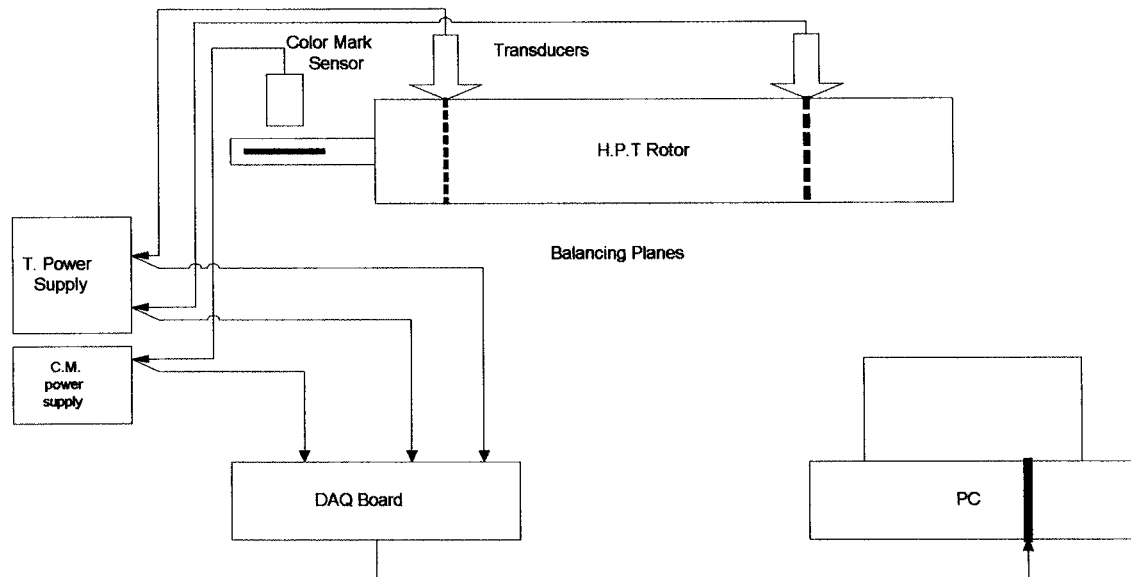 Color Mark
Sensor
Transducers
H.P.T Rotor
Balancing Planes
T. Power
Supply
C.M.
power
supply
DAQ Board
PC